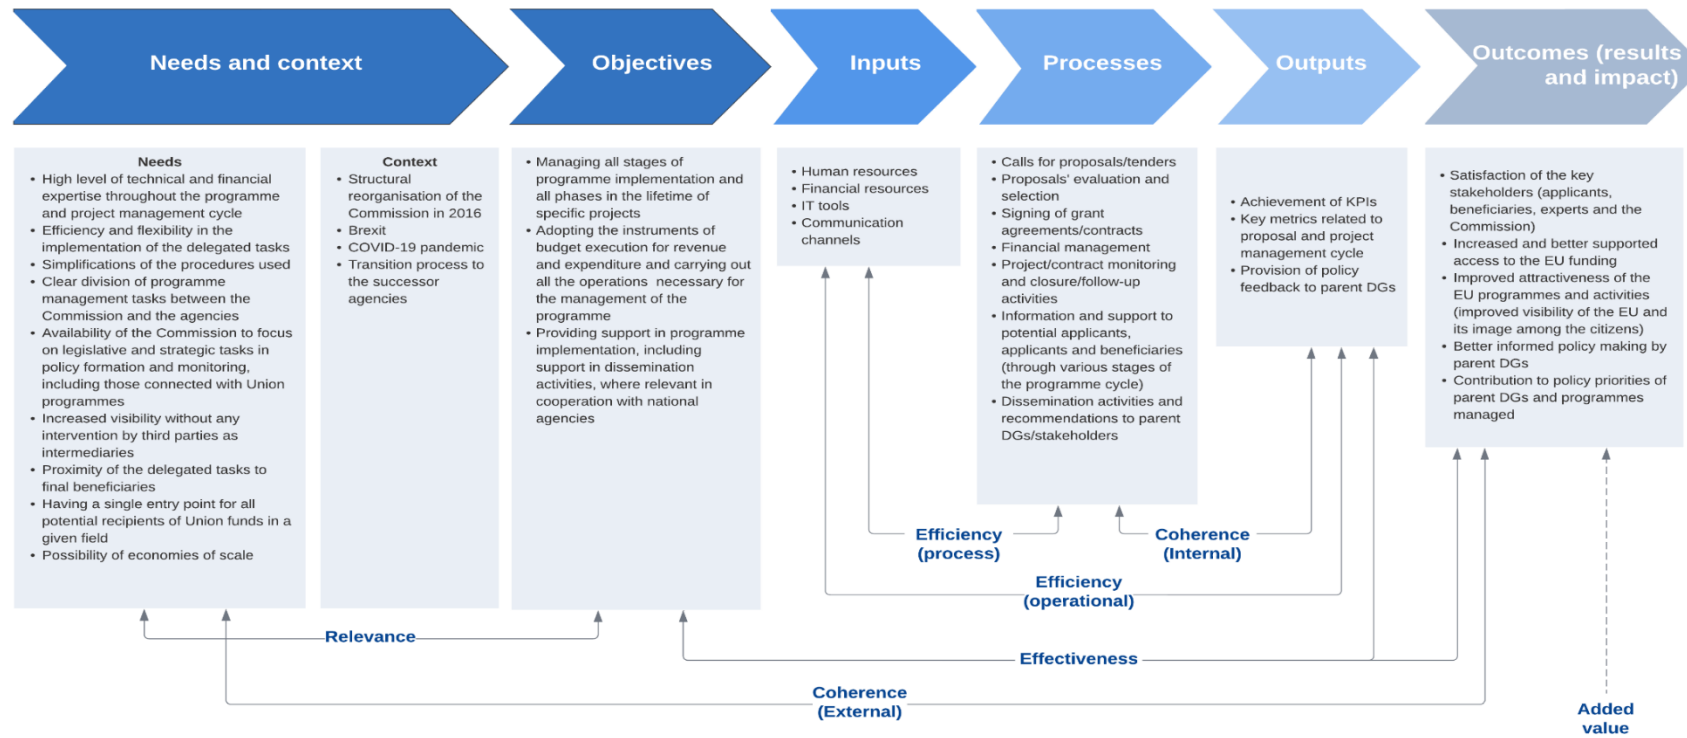 Needs and context
Objectives
Inputs
Processes
Outputs
Outcomes (results
and impact)
Needs
• High level of technical and financial
expertise throughout the programme
and project management cycle
• Efficiency and flexibility in the
implementation of the delegated tasks
• Simplifications of the procedures used
• Clear division of programme
management tasks between the
Commission and the agencies
• Availability of the Commission to focus
on legislative and strategic tasks in
policy formation and monitoring,
including those connected with Union
programmes
• Increased visibility without any
intervention by third parties as
intermediaries
• Proximity of the delegated tasks to
final beneficiaries
• Having a single entry point for all
potential recipients of Union funds in a
given field
• Possibility of economies of scale
Context
• Structural
reorganisation of the
Commission in 2016
• Brexit
• COVID-19 pandemic
• Transition process to
the successor
agencies
• Managing all stages of
programme implementation and
all phases in the lifetime of
specific projects
• Adopting the instruments of
budget execution for revenue
and expenditure and carrying out
all the operations necessary for
the management of the
programme
• Providing support in programme
implementation, including
support in dissemination
activities, where relevant in
cooperation with national
agencies
• Human resources
• Financial resources
• IT tools
• Communication
channels
• Calls for proposals/tenders
• Proposals' evaluation and
selection
• Signing of grant
agreements/contracts
• Financial management
• Project/contract monitoring
and closure/follow-up
activities
• Information and support to
potential applicants,
applicants and beneficiaries
(through various stages of
the programme cycle)
• Dissemination activities and
recommendations to parent
DGs/stakeholders
• Achievement of KPIs
• Key metrics related to
proposal and project
management cycle
• Provision of policy
feedback to parent DGs
• Satisfaction of the key
stakeholders (applicants,
beneficiaries, experts and the
Commission)
• Increased and better supported
access to the EU funding
• Improved attractiveness of the
EU programmes and activities
(improved visibility of the EU and
its image among the citizens)
• Better informed policy making by
parent DGs
• Contribution to policy priorities of
parent DGs and programmes
managed
Efficiency
(process)
Coherence
(Internal)
Efficiency
(operational)
Relevance
Effectiveness
Coherence
(External)
Added
value